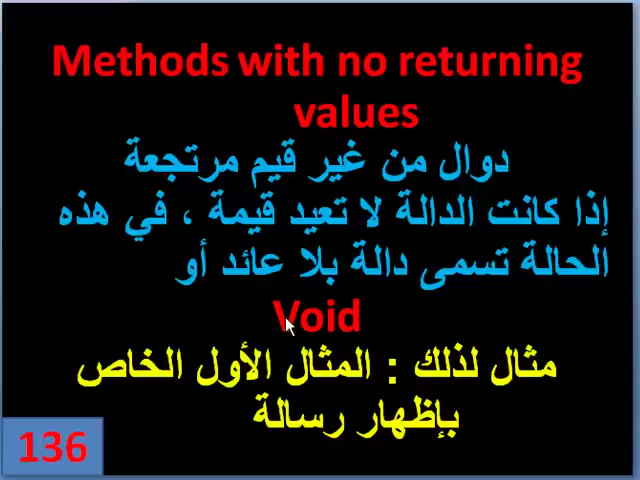 Methods with no returning
values
دوال من غير قيم مرتجعة
إذا كانت الدالة لا تعيد قيمة ، في هذه
الحالة تسمى دالة بلا عائد أو
Void
مثال لذلك : المثال الأول الخاص
بإظهار رسالة
136